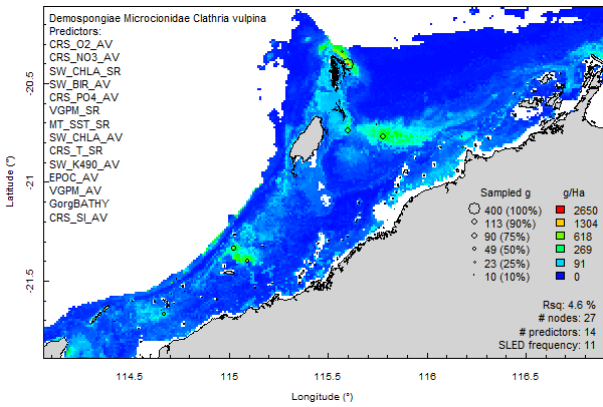 Demospongiae Microcionidae Clathria vulpina
Predictors:
CRS_O2_AV
CRS_NO3_AV
SW_CHLA_SR
SW_BIR_AV
CRS_PO4_AV
VGPM_SR
MT_SST_SR
SW_CHLA_AV
CRS_T_SR
SW_K490_AV
EPOC_AV
VGPM_AV
GorgBATHY
CRS_SI_AV
-20.5
-21
-21.5
Latitude (°)
Sampled g g/Ha
400 (100%) 2650
113 (90%) 1304
90 (75%) 618
49 (50%) 269
23 (25%) 91
10 (10%) 0
Rsq: 4.6 %
# nodes: 27
# predictors: 14
SLED frequency: 11
114.5 115 115.5 116 116.5
Longitude (°)